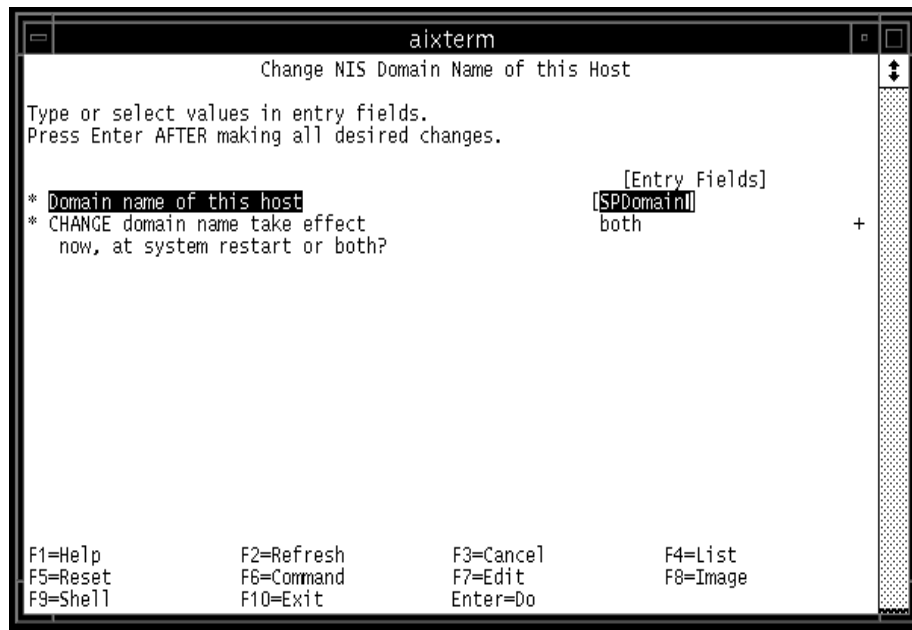 aixterm
Change NIS Domain Name of this Host
Type or select values in entry fields.
Press Enter AFTER making all desired changes.
[Entry Fields]
* Domain name of this host [SPDomain]
* CHANGE domain name take effect both +
now, at system restart or both?
F1=Help F2=Refresh F3=Cancel F4=List
F5=Reset F6=Command F7=Edit F8=Image
F9=Shell F10=Exit Enter=Do